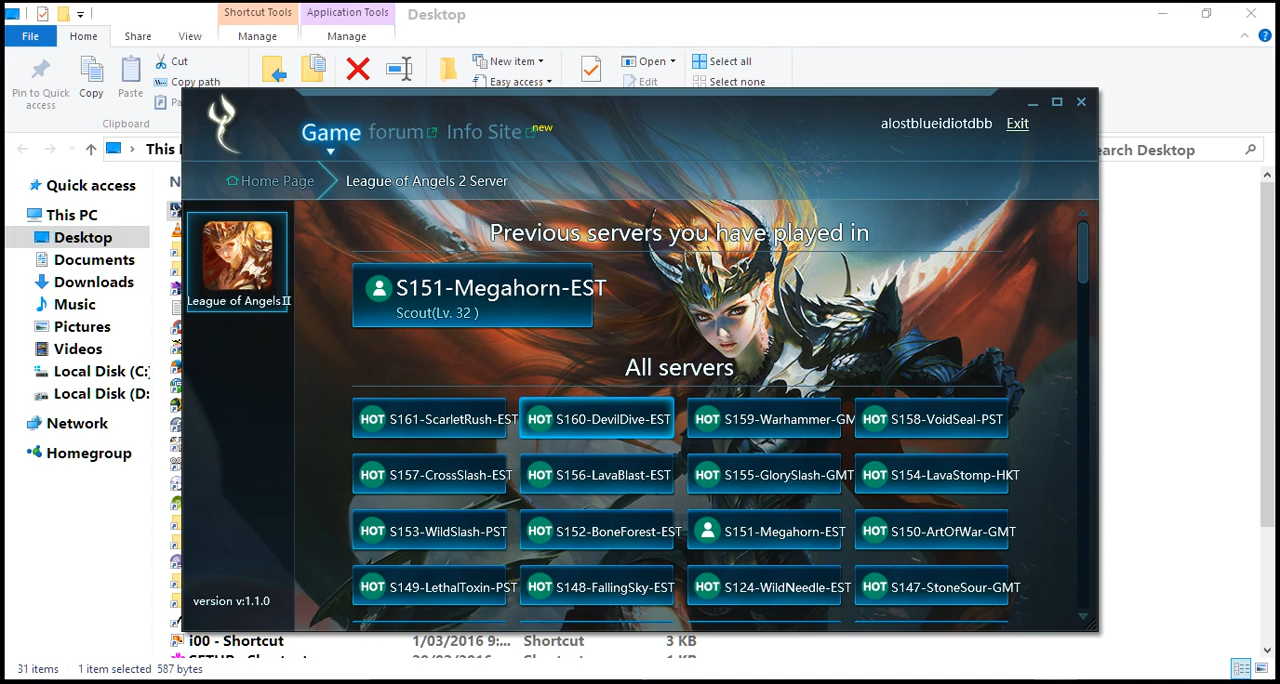 Shortcut Tools
Application Tools
Desktop
File
Home
Share
View
Manage
Manage
Pin to Quick
access
Copy
Paste
Cut
Copy path
Clipboard
New item
Easy access
Open
Edit
Select all
Select none
This
earch Desktop
Quick access
This PC
Desktop
Documents
Downloads
Music
Pictures
Videos
Local Disk (C:)
Local Disk (D:
Network
Homegroup
N
Game forum Info Site new
alostblueidiotdbb Exit
Home Page League of Angels 2 Server
League of AngelsⅡ
version v:1.1.0
Previous servers you have played in
S151-Megahorn-EST
Scout(Lv. 32 )
All servers
HOT S161-ScarletRush-EST HOT S160-DevilDive-EST HOT S159-Warhammer-GM HOT S158-VoidSeal-PST
HOT S157-CrossSlash-EST HOT S156-LavaBlast-EST HOT S155-GlorySlash-GMT HOT S154-LavaStomp-HKT
HOT S153-WildSlash-PST HOT S152-BoneForest-EST S151-Megahorn-EST HOT S150-ArtOfWar-GMT
HOT S149-LethalToxin-PST HOT S148-FallingSky-EST HOT S124-WildNeedle-EST HOT S147-StoneSour-GMT
i00 - Shortcut 1/03/2016 9:... Shortcut 3 KB
31 items 1 item selected 587 bytes